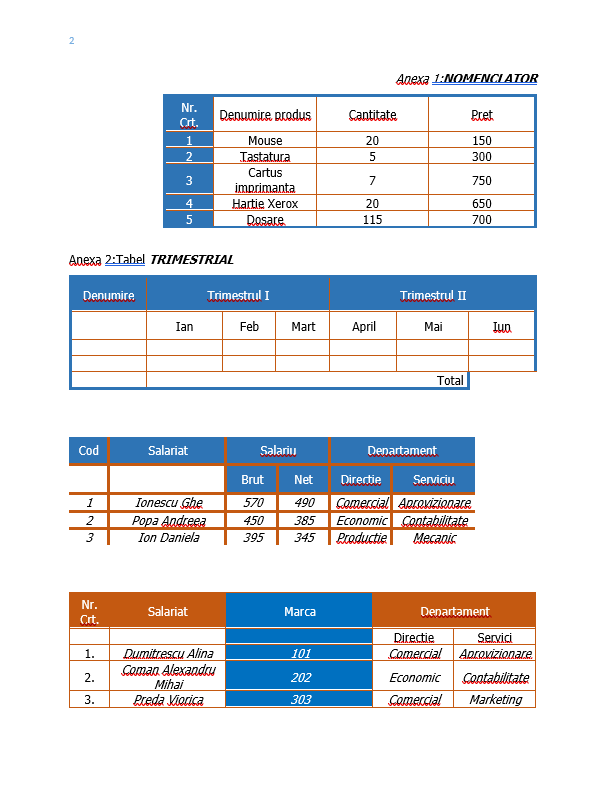 2
Anexa 1:NOMENCLATOR
Nr. Crt. Denumire produs Cantitate Pret
1 Mouse 20 150
2 Tastatura 5 300
3 Cartus imprimanta 7 750
4 Hartie Xerox 20 650
5 Dosare 115 700
Anexa 2:Tabel TRIMESTRIAL
Denumire Trimestrul I Trimestrul II
Ian Feb Mart April Mai Iun
Total
Cod Salariat Salariu Departament
Brut Net Directie Serviciu
1 Ionescu Ghe 570 490 Comercial Aprovizionare
2 Popa Andreea 450 385 Economic Contabilitate
3 Ion Daniela 395 345 Productie Mecanic
Nr. Crt. Salariat Marca Departament
Directie Servici
1. Dumitrescu Alina 101 Comercial Aprovizionare
2. Coman Alexandru Mihai 202 Economic Contabilitate
3. Preda Viorica 303 Comercial Marketing